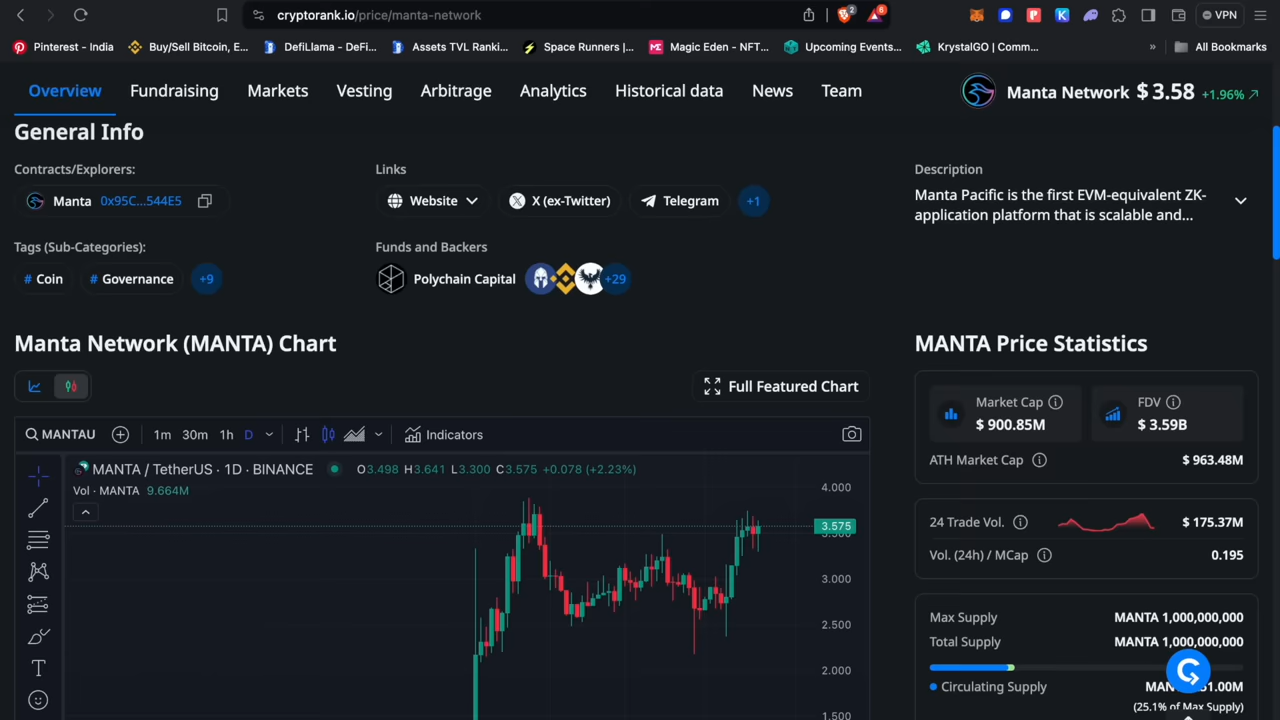 cryptorank.io/price/manta-network
2
6
VPN
Pinterest - India
Buy/Sell Bitcoin, E...
DefiLlama - DeFi...
Assets TVL Ranki...
Space Runners |...
Magic Eden - NFT...
Upcoming Events...
KrystalGO | Comm...
»
All Bookmarks
Overview
Fundraising
Markets
Vesting
Arbitrage
Analytics
Historical data
News
Team
Manta Network $ 3.58 +1.96%
General Info
Contracts/Explorers:
Links
Description
Manta 0x95C...544E5
Website
X (ex-Twitter)
Telegram
+1
Manta Pacific is the first EVM-equivalent ZK-
application platform that is scalable and...
Tags (Sub-Categories):
Funds and Backers
# Coin
# Governance
+9
Polychain Capital
+29
Manta Network (MANTA) Chart
MANTA Price Statistics
Full Featured Chart
Market Cap
$ 900.85M
FDV
$ 3.59B
MANTAU
1m 30m 1h D
Indicators
ATH Market Cap
$ 963.48M
MANTA / TetherUS · 1D · BINANCE
O3.498 H3.641 L3.300 C3.575 +0.078 (+2.23%)
Vol · MANTA 9.664M
4.000
3.575
3.000
2.500
2.000
1.500
24 Trade Vol.
$ 175.37M
Vol. (24h) / MCap
0.195
Max Supply
MANTA 1,000,000,000
Total Supply
MANTA 1,000,000,000
Circulating Supply
1.00M
(25.1% of Max Supply)